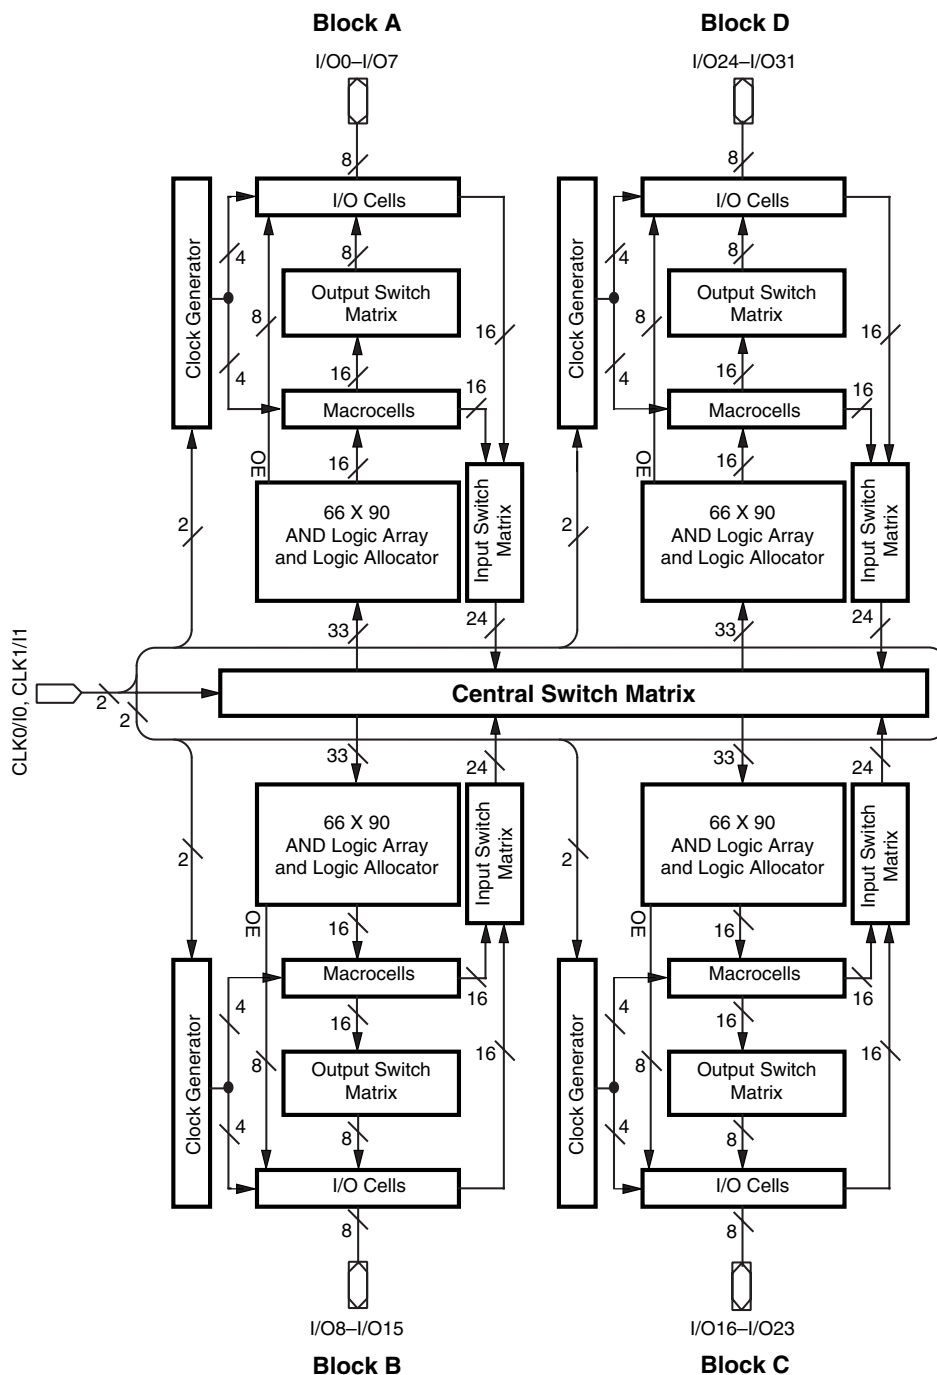 Block A
Block D
I/O0–I/O7
I/O24–I/O31
8
8
I/O Cells
I/O Cells
Clock Generator
Clock Generator
4
8
4
8
Output Switch
Matrix
Output Switch
Matrix
8
16
8
16
4
16
16
4
16
16
Macrocells
Macrocells
OE
16
OE
16
66 X 90
AND Logic Array
and Logic Allocator
66 X 90
AND Logic Array
and Logic Allocator
Input Switch
Matrix
Input Switch
Matrix
2
2
33
24
33
24
CLK0/I0, CLK1/I1
2
2
Central Switch Matrix
33
24
33
24
66 X 90
AND Logic Array
and Logic Allocator
66 X 90
AND Logic Array
and Logic Allocator
Input Switch
Matrix
Input Switch
Matrix
2
2
OE
16
OE
16
Macrocells
Macrocells
16
16
4
16
4
16
Clock Generator
Clock Generator
8
16
8
16
Output Switch
Matrix
Output Switch
Matrix
4
8
4
8
I/O Cells
I/O Cells
8
8
I/O8–I/O15
I/O16–I/O23
Block B
Block C